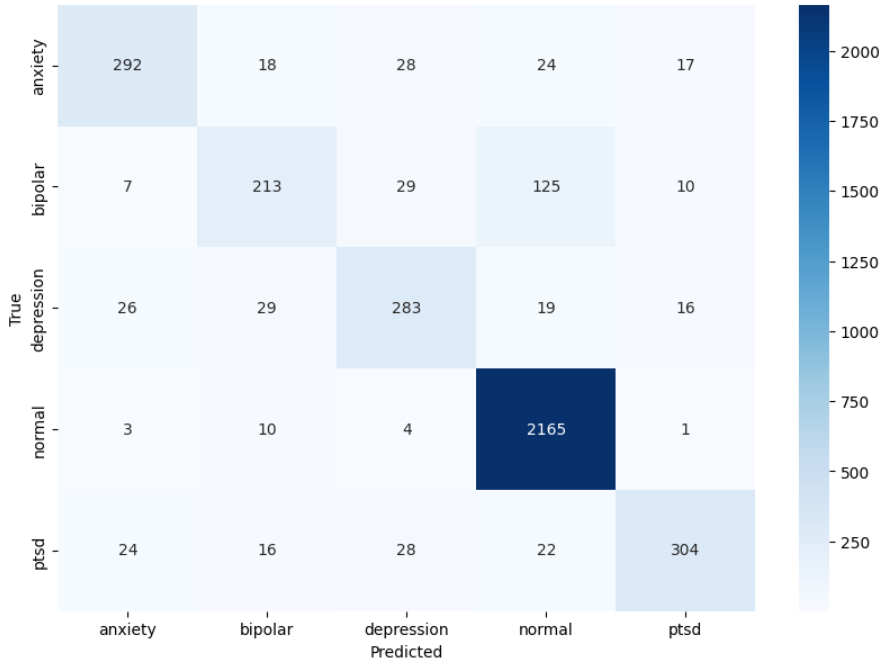 anxiety 292 18 28 24 17
bipolar 7 213 29 125 10
depression 26 29 283 19 16
normal 3 10 4 2165 1
ptsd 24 16 28 22 304
True
anxiety bipolar depression normal ptsd
Predicted
2000
1750
1500
1250
1000
750
500
250